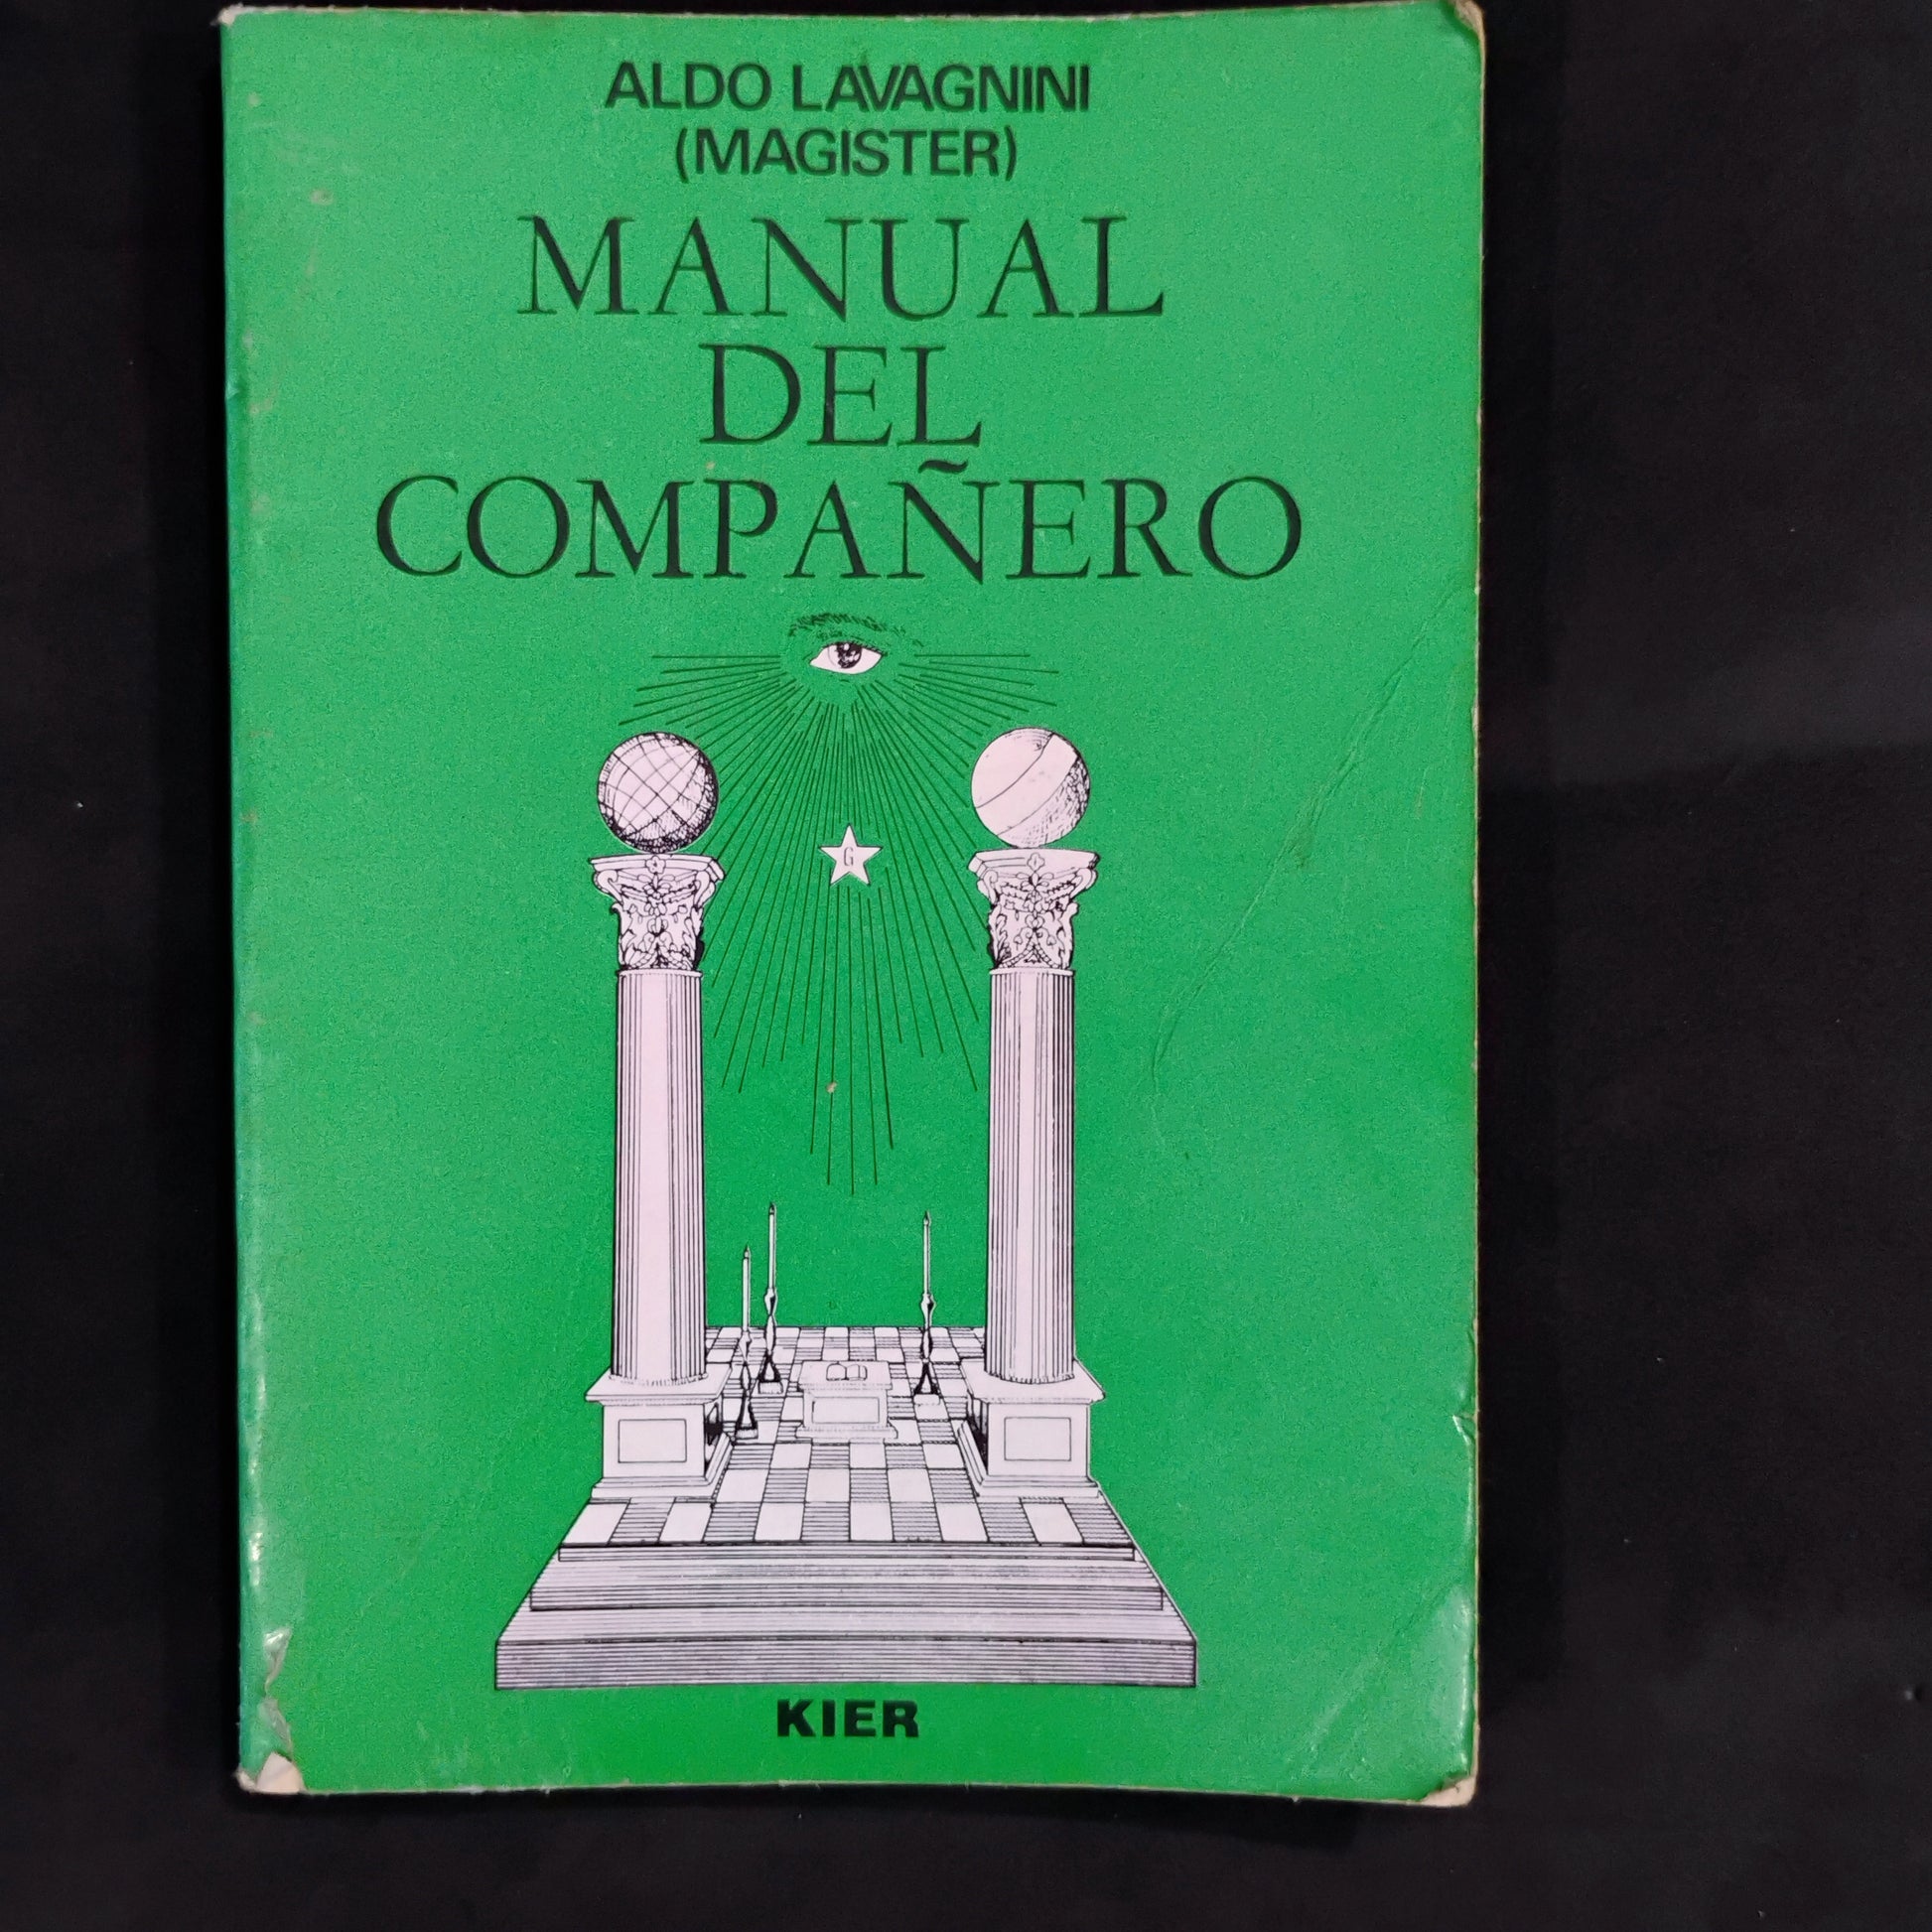 ALDO LAVAGNINI
(MAGISTER)
MANUAL
DEL
COMPAÑERO
G
KIER